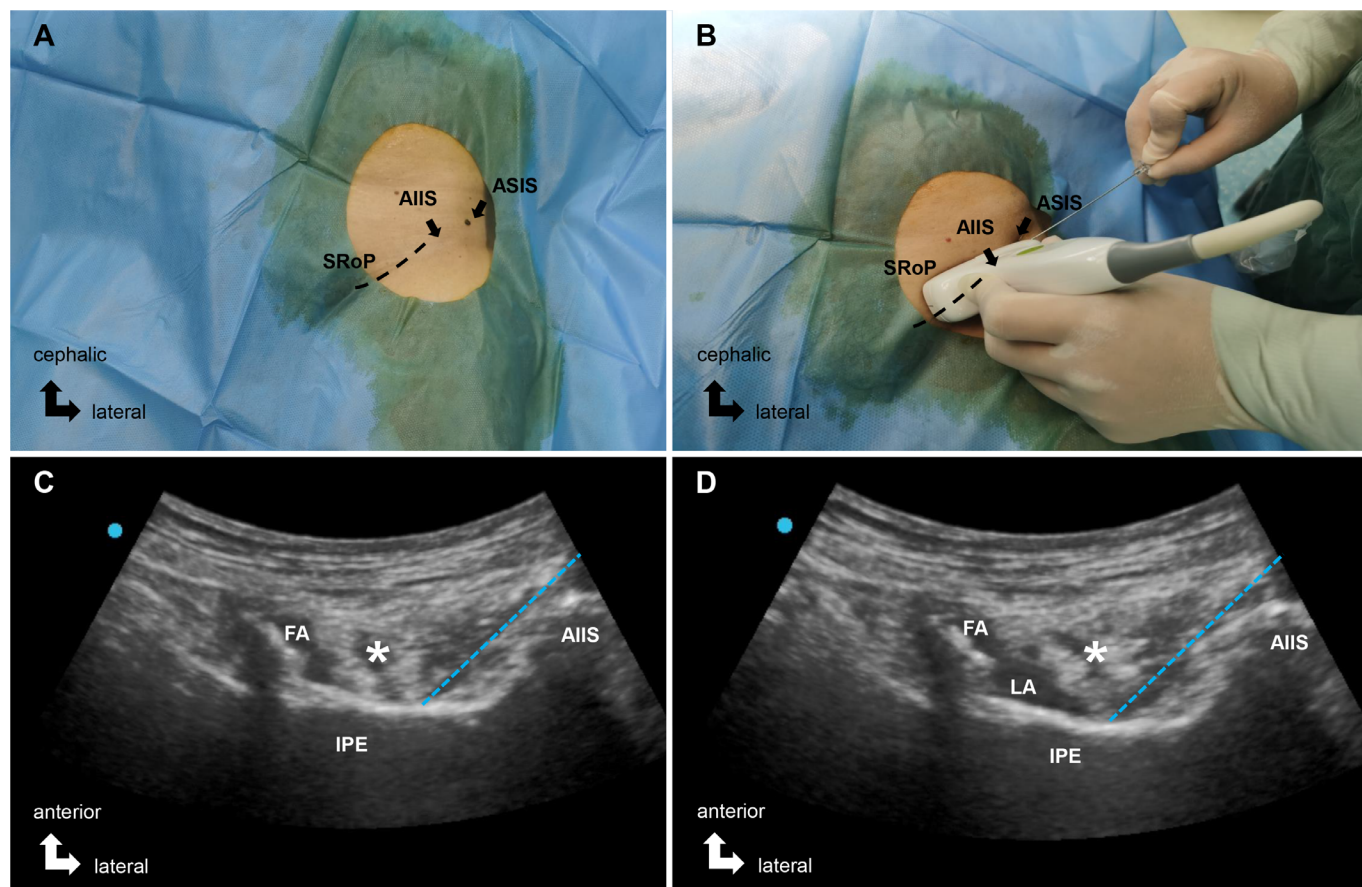 A
ASIS
AIIS
SRoP
cephalic
lateral
B
ASIS
AIIS
SRoP
cephalic
lateral
C
FA
*
AIIS
IPE
anterior
lateral
D
FA
*
LA
AIIS
IPE
anterior
lateral